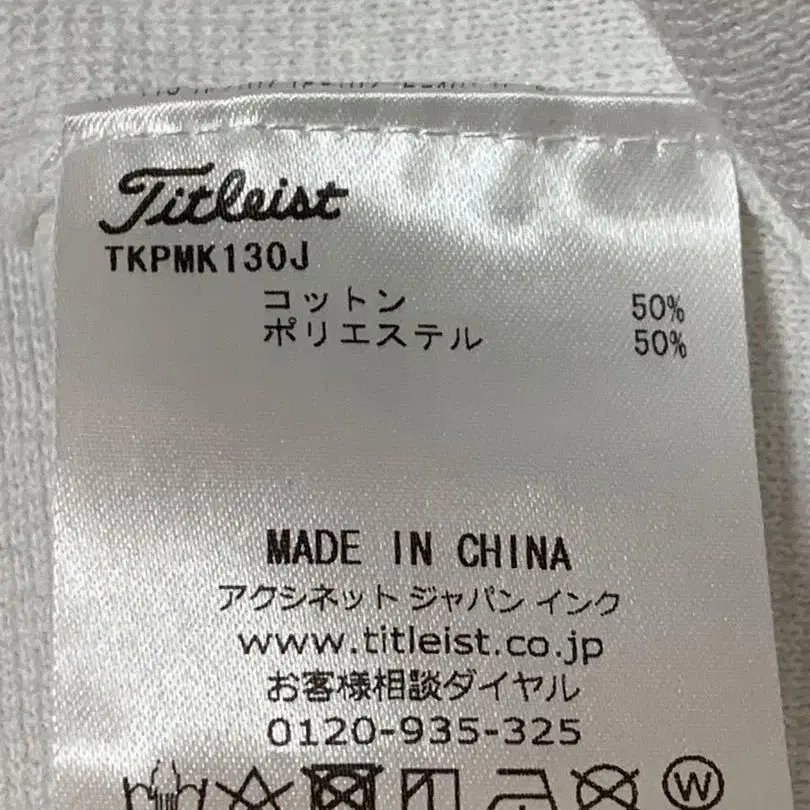 Titleist
TKPMK130J
コットン 50%
ポリエステル 50%
MADE IN CHINA
アクシネット ジャパン インク
www.titleist.co.jp
お客様相談ダイヤル
0120-935-325
W